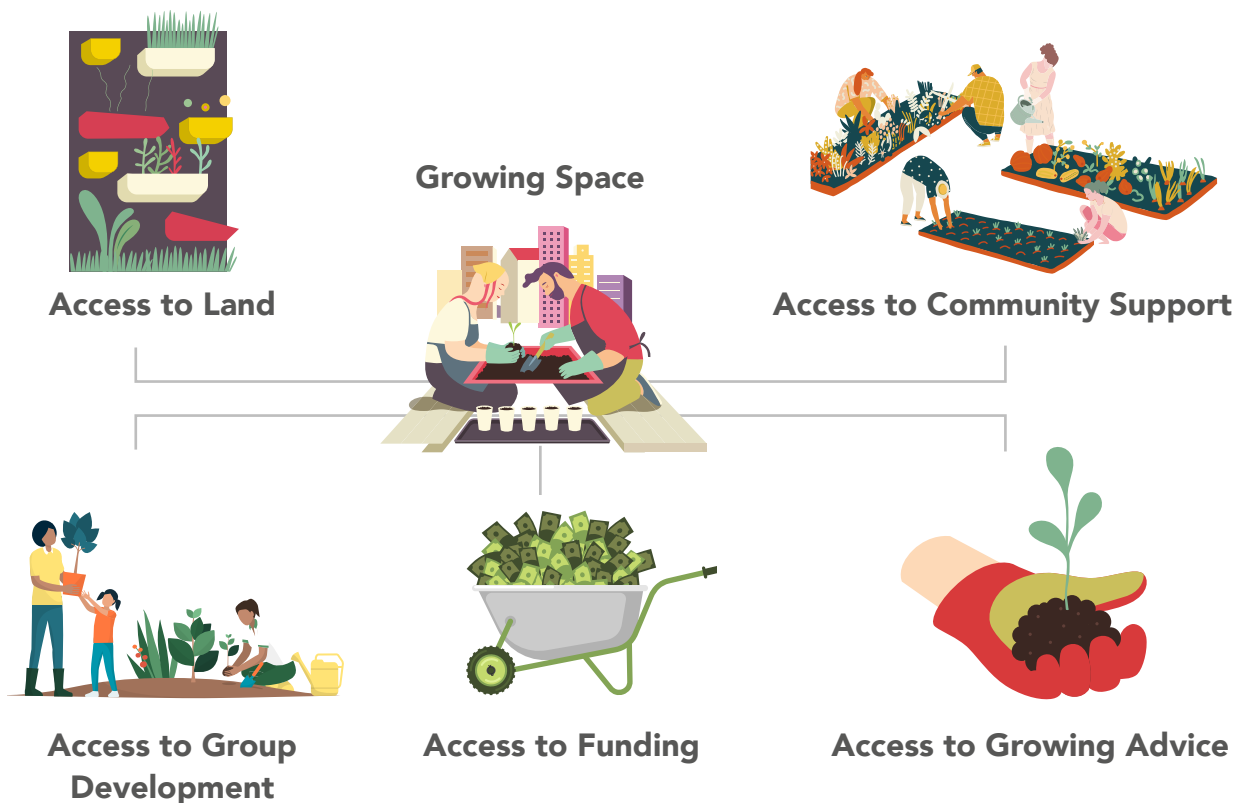 Growing Space
Access to Land
Access to Community Support
Access to Group
Development
Access to Funding
Access to Growing Advice